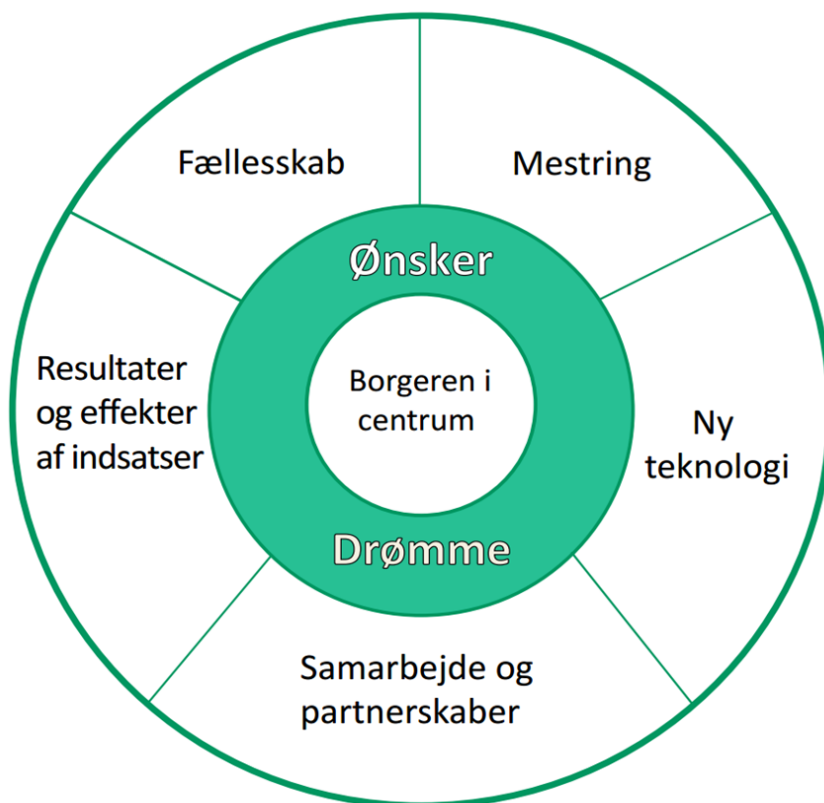 Fællesskab
Mestring
Ønsker
Borgeren i
centrum
Resultater
og effekter
af indsatser
Ny
teknologi
Drømme
Samarbejde og
partnerskaber